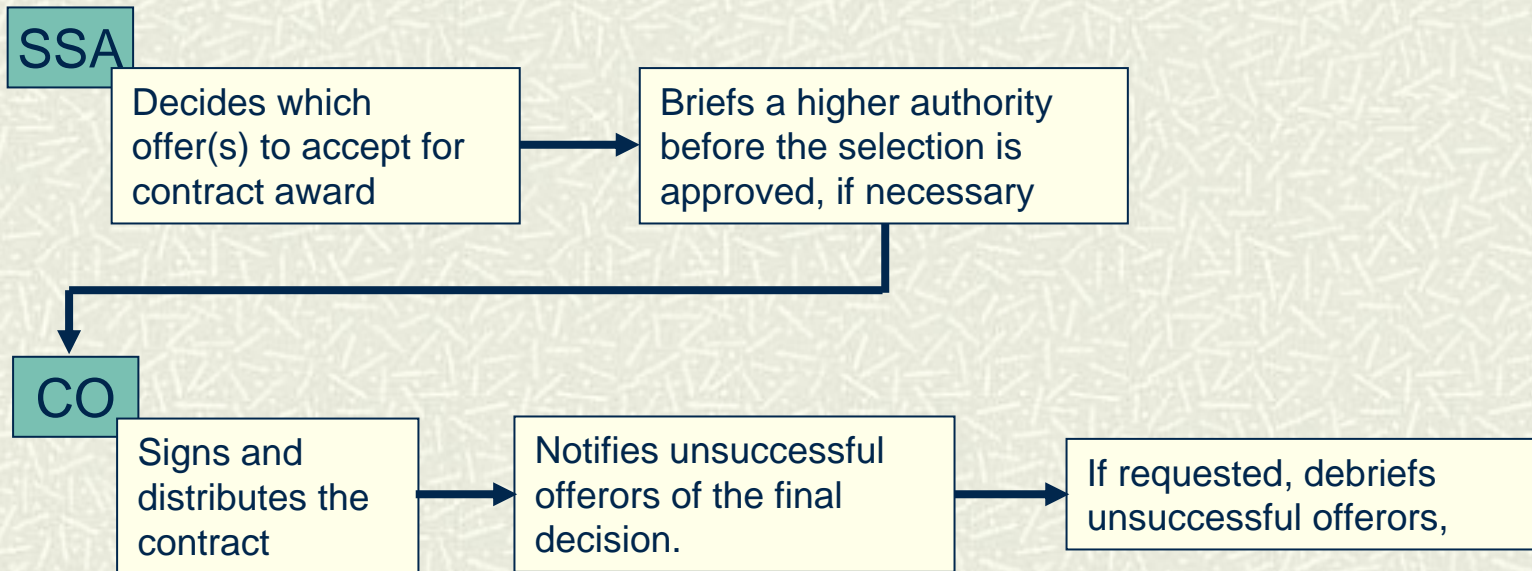 SSA
Decides which
offer(s) to accept for
contract award
Briefs a higher authority
before the selection is
approved, if necessary
CO
Signs and
distributes the
contract
Notifies unsuccessful
offerors of the final
decision.
If requested, debriefs
unsuccessful offerors,